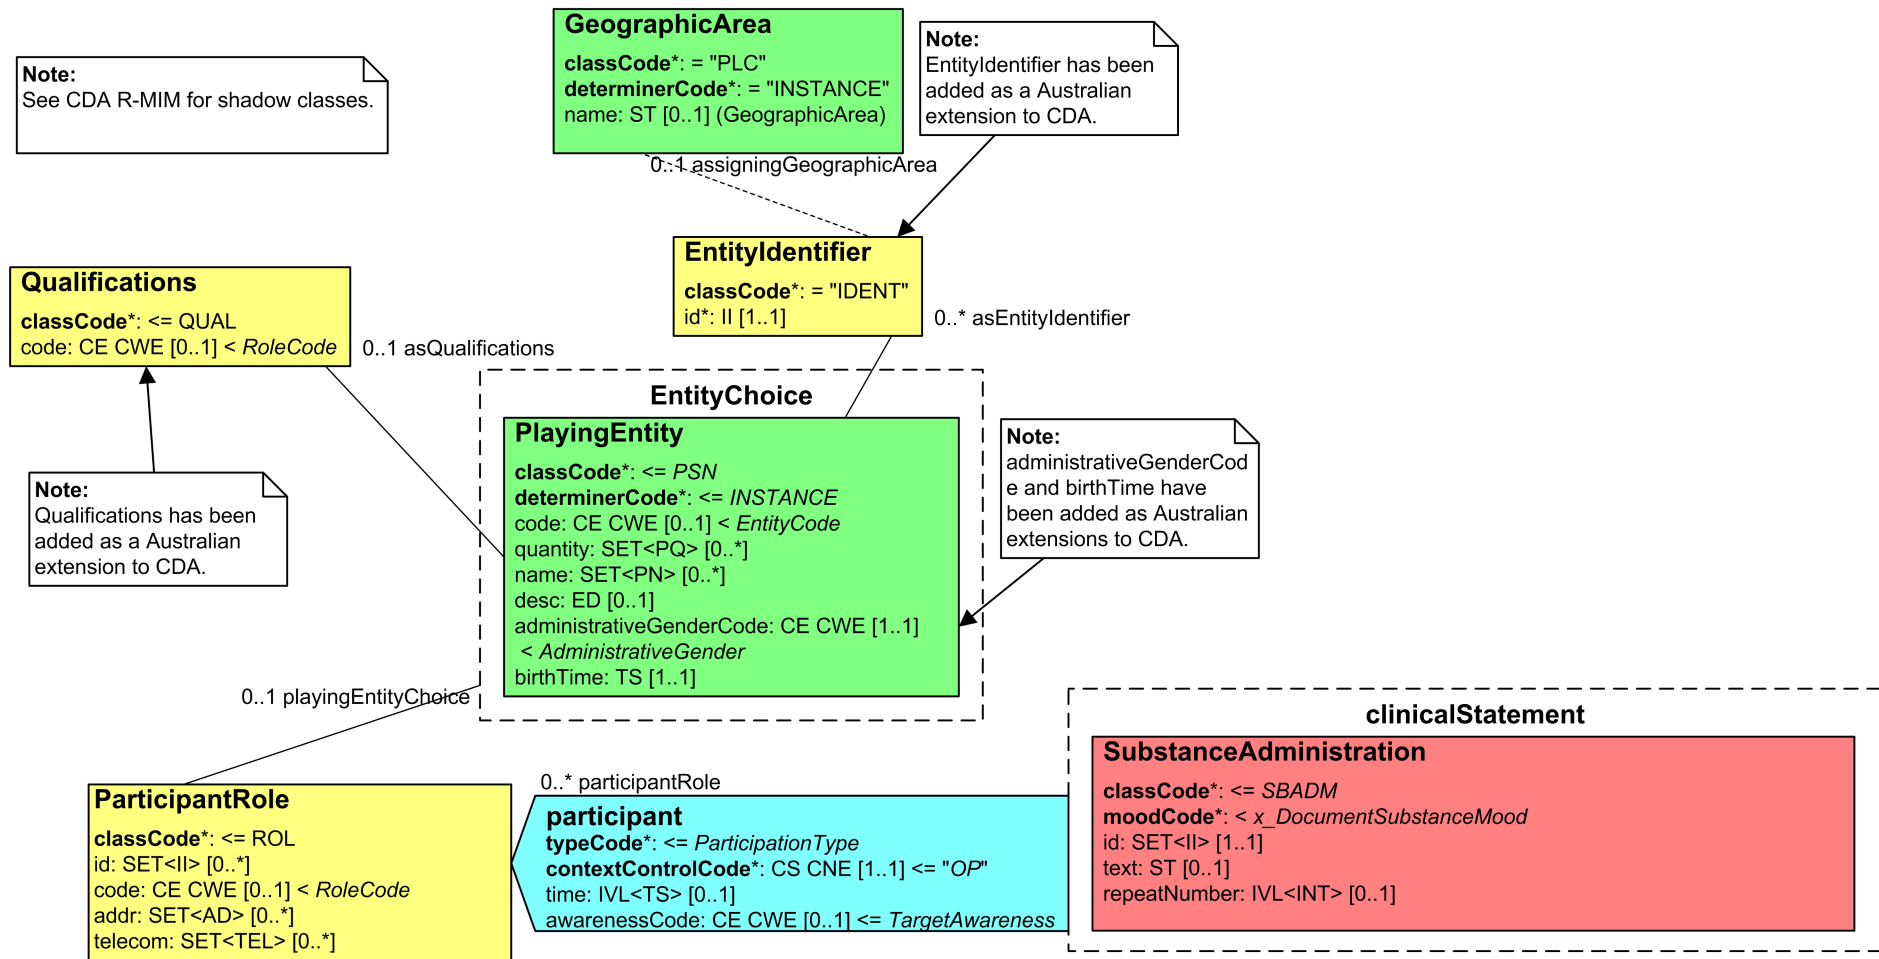 GeographicArea
classCode*: = "PLC"
determinerCode*: = "INSTANCE"
name: ST [0..1] (GeographicArea)
Note:
EntityIdentifier has been
added as a Australian
extension to CDA.
Note:
See CDA R-MIM for shadow classes.
0..1 assigningGeographicArea
EntityIdentifier
classCode*: = "IDENT"
id*: II [1..1]
0..* asEntityIdentifier
Qualifications
classCode*: <= QUAL
code: CE CWE [0..1] < RoleCode
0..1 asQualifications
Note:
Qualifications has been
added as a Australian
extension to CDA.
EntityChoice
PlayingEntity
classCode*: <= PSN
determinerCode*: <= INSTANCE
code: CE CWE [0..1] < EntityCode
quantity: SET<PQ> [0..*]
name: SET<PN> [0..*]
desc: ED [0..1]
administrativeGenderCode: CE CWE [1..1]
< AdministrativeGender
birthTime: TS [1..1]
Note:
administrativeGenderCod
e and birthTime have
been added as Australian
extensions to CDA.
0..1 playingEntityChoice
ParticipantRole
classCode*: <= ROL
id: SET<II> [0..*]
code: CE CWE [0..1] < RoleCode
addr: SET<AD> [0..*]
telecom: SET<TEL> [0..*]
0..* participantRole
participant
typeCode*: <= ParticipationType
contextControlCode*: CS CNE [1..1] <= "OP"
time: IVL<TS> [0..1]
awarenessCode: CE CWE [0..1] <= TargetAwareness
clinicalStatement
SubstanceAdministration
classCode*: <= SBADM
moodCode*: < x_DocumentSubstanceMood
id: SET<II> [1..1]
text: ST [0..1]
repeatNumber: IVL<INT> [0..1]